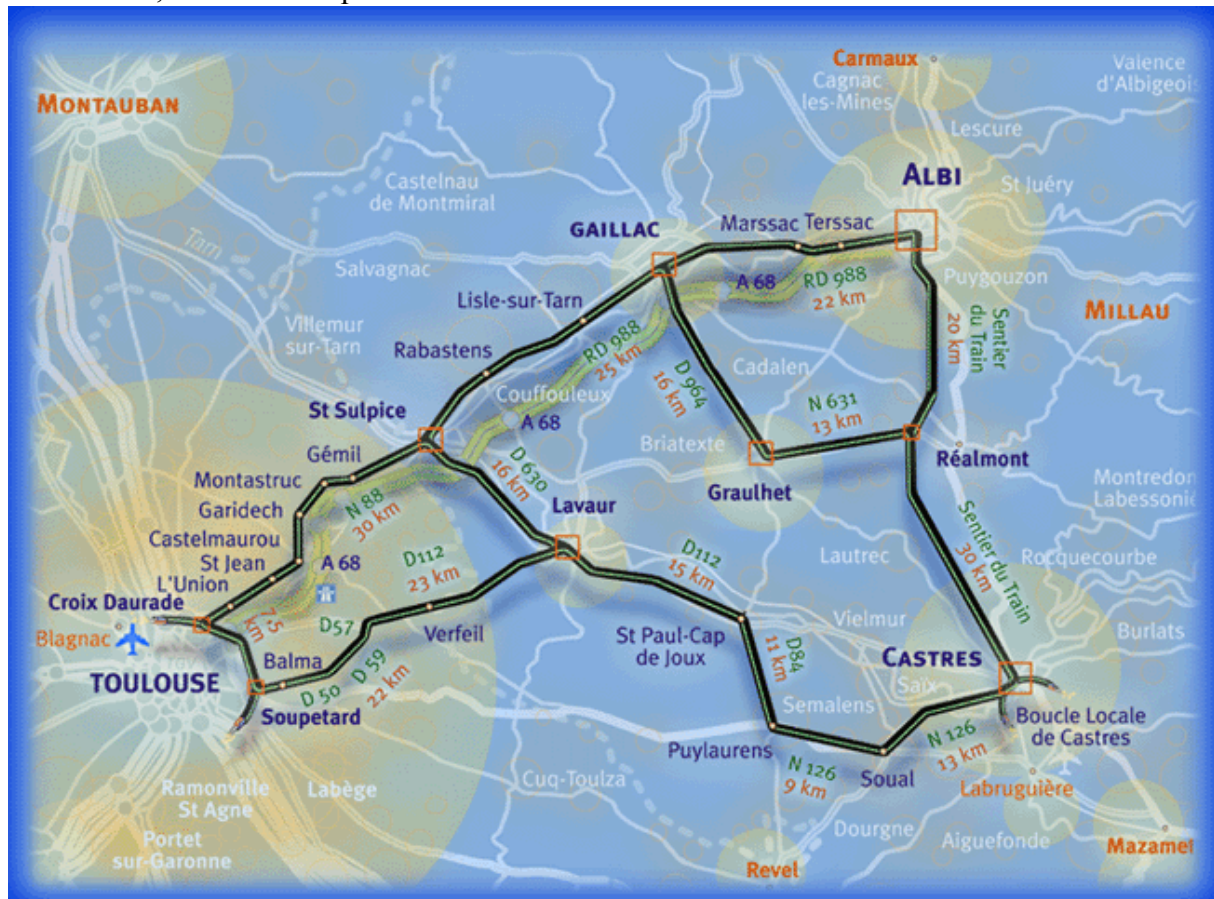 Carmaux
Cagnac
les-Mines
Valence
d'Albigeois
MONTAUBAN
Lescure
ALBI
St Juéry
Castelnau
de Montmiral
GAILLAC
Marssac
Terssac
Tarn
Salvagnac
A 68
RD 988
22 km
Puygouzon
MILLAU
Lisle-sur-Tarn
Villemur
sur-Tarn
Sentier
du Train
20 km
Rabastens
RD 988
25 km
Couffouleux
D 964
16 km
Cadalen
N 631
13 km
St Sulpice
A 68
Briatexte
Réalmont
Gémil
D 630
16 km
Graulhet
Montastruc
Garidech
N 88
30 km
Lavaur
Montredon
Labessonié
Castelmaurou
St Jean
L'Union
A 68
D112
23 km
D112
15 km
Lautrec
Sentier du Train
30 km
Rocquecourbe
Croix Daurade
Blagnac
7,5
km
D57
Verfeil
St Paul-Cap
de Joux
Vielmur
Burlats
D84
11 km
CASTRES
Saïx
TOULOUSE
Balma
D 50
D 59
22 km
Soupetard
Semalens
Boucle Locale
de Castres
Puylaurens
N 126
9 km
Soual
N 126
13 km
Ramonville
St Agne
Labège
Cuq-Toulza
Labruguière
Portet
sur-Garonne
Dourgne
Aiguefonde
Revel
Mazamet